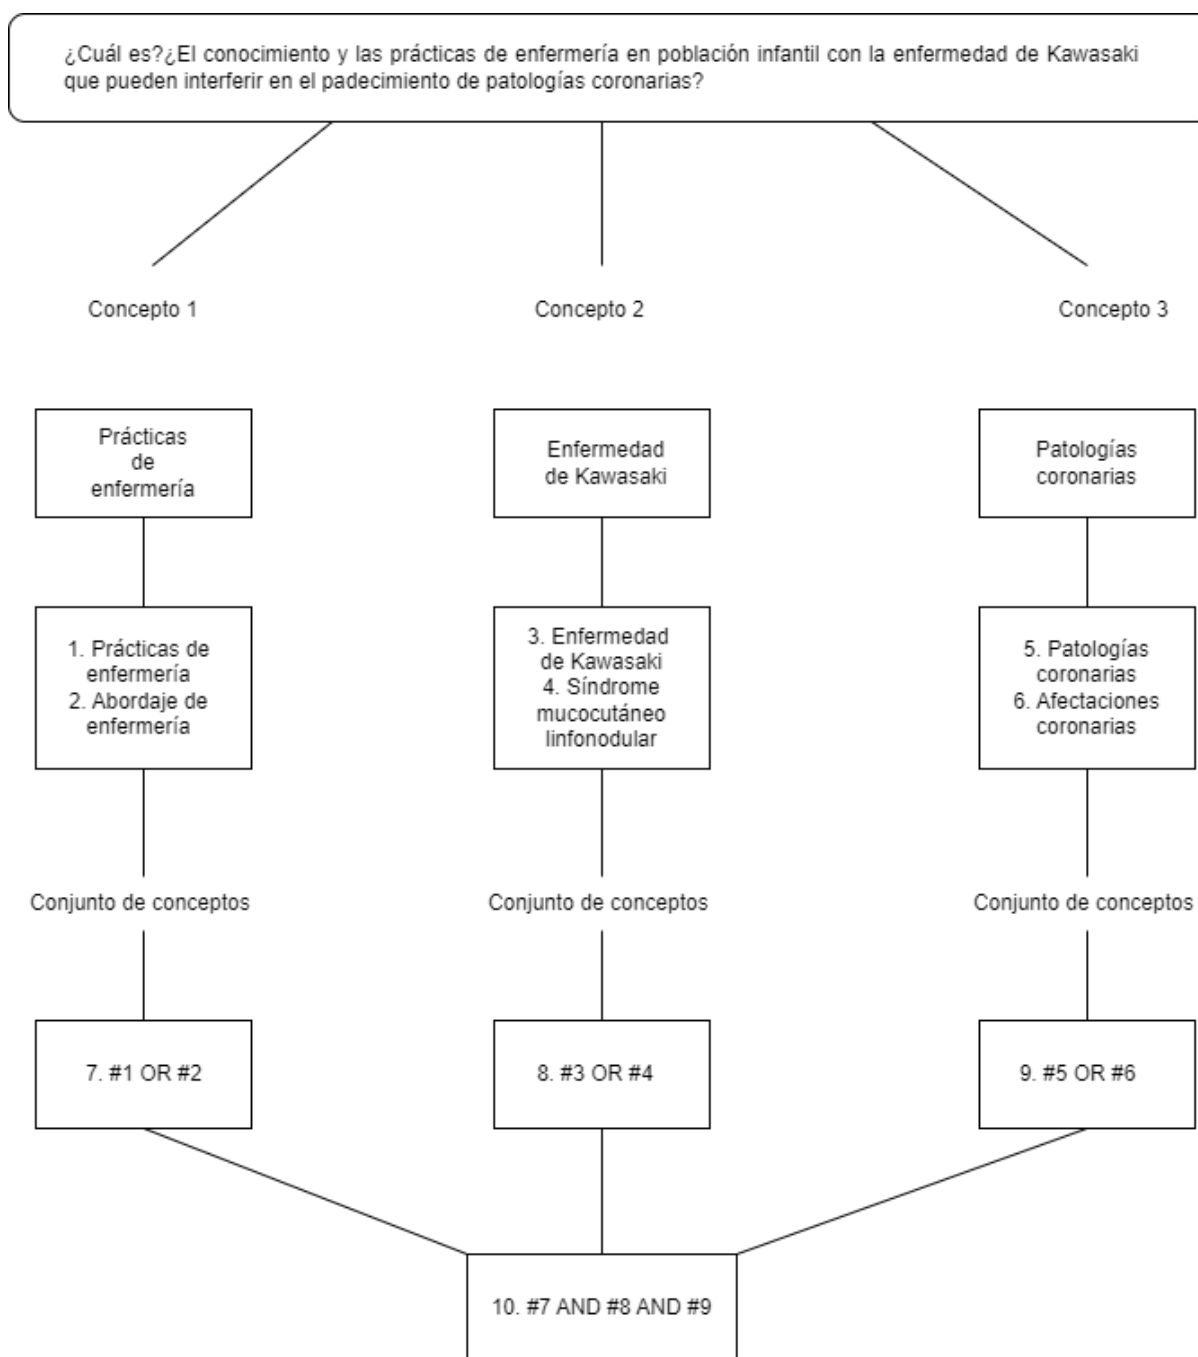 ¿Cuál es?¿El conocimiento y las prácticas de enfermería en población infantil con la enfermedad de Kawasaki
que pueden interferir en el padecimiento de patologías coronarias?
Concepto 1
Concepto 2
Concepto 3
Prácticas
de
enfermería
Enfermedad
de Kawasaki
Patologías
coronarias
1. Prácticas de
enfermería
2. Abordaje de
enfermería
3. Enfermedad
de Kawasaki
4. Síndrome
mucocutáneo
linfonodular
5. Patologías
coronarias
6. Afectaciones
coronarias
Conjunto de conceptos
Conjunto de conceptos
Conjunto de conceptos
7. #1 OR #2
8. #3 OR #4
9. #5 OR #6
10. #7 AND #8 AND #9